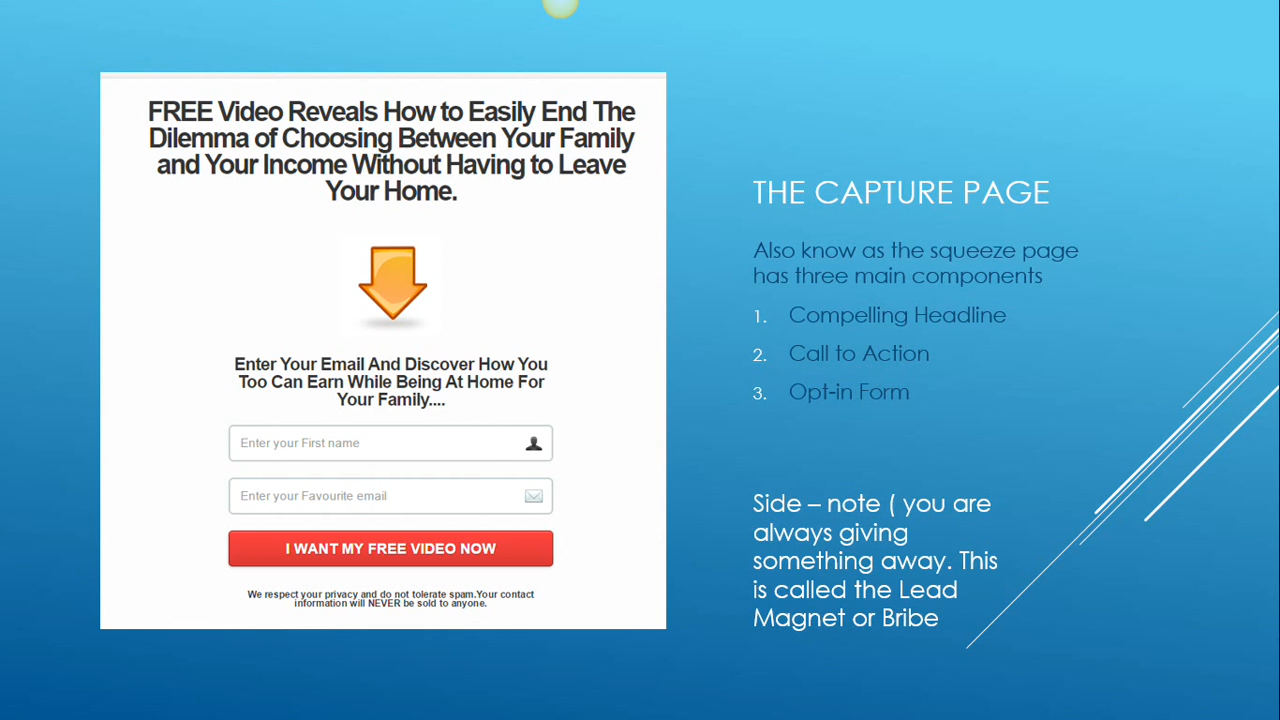 FREE Video Reveals How to Easily End The
Dilemma of Choosing Between Your Family
and Your Income Without Having to Leave
Your Home.
Enter Your Email And Discover How You
Too Can Earn While Being At Home For
Your Family....
Enter your First name
Enter your Favourite email
I WANT MY FREE VIDEO NOW
We respect your privacy and do not tolerate spam.Your contact
information will NEVER be sold to anyone.
THE CAPTURE PAGE
Also know as the squeeze page
has three main components
1. Compelling Headline
2. Call to Action
3. Opt-in Form
Side – note ( you are
always giving
something away. This
is called the Lead
Magnet or Bribe